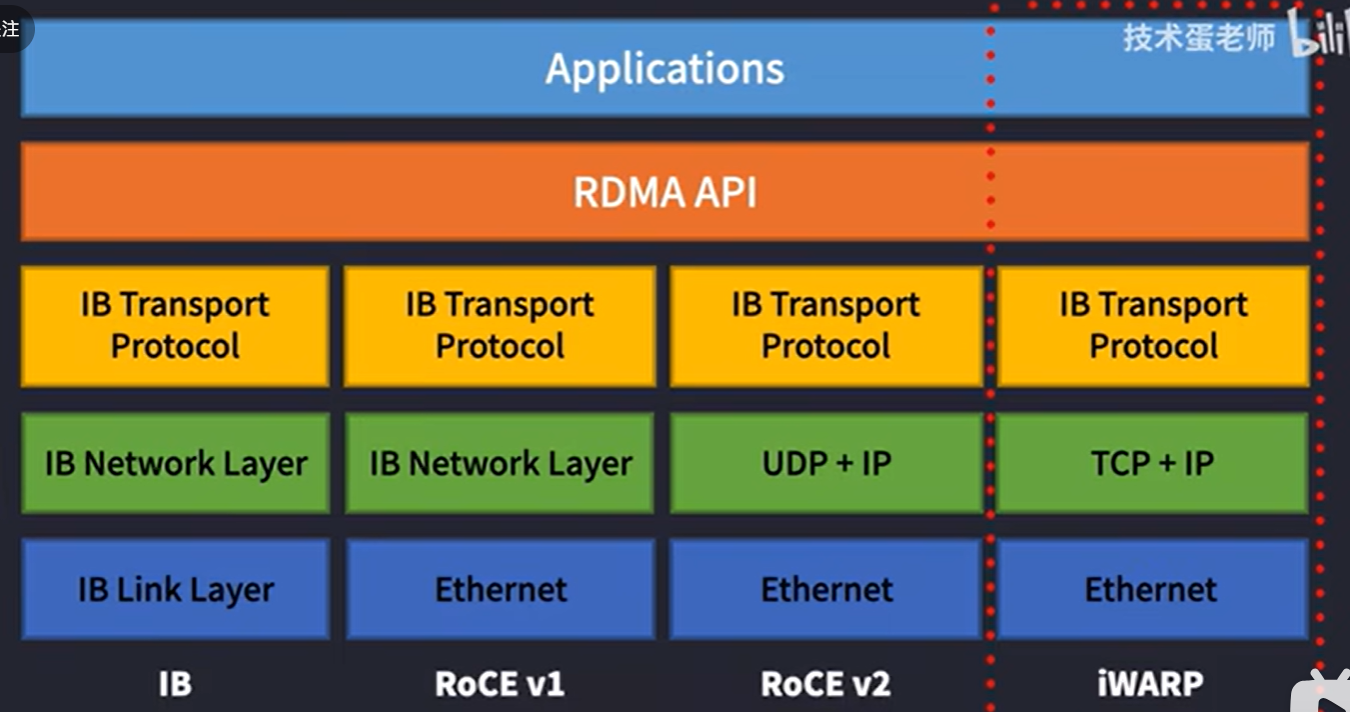 注
技术蛋老师 bili
Applications
RDMA API
IB Transport
Protocol
IB Transport
Protocol
IB Transport
Protocol
IB Transport
Protocol
IB Network Layer
IB Network Layer
UDP + IP
TCP + IP
IB Link Layer
Ethernet
Ethernet
Ethernet
IB
RoCE v1
RoCE v2
iWARP